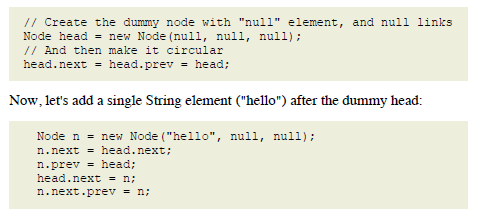 // Create the dummy node with "null" element, and null links
Node head = new Node(null, null, null);
// And then make it circular
head.next = head.prev = head;
Now, let's add a single String element ("hello") after the dummy head:
Node n = new Node("hello", null, null);
n.next = head.next;
n.prev = head;
head.next = n;
n.next.prev = n;